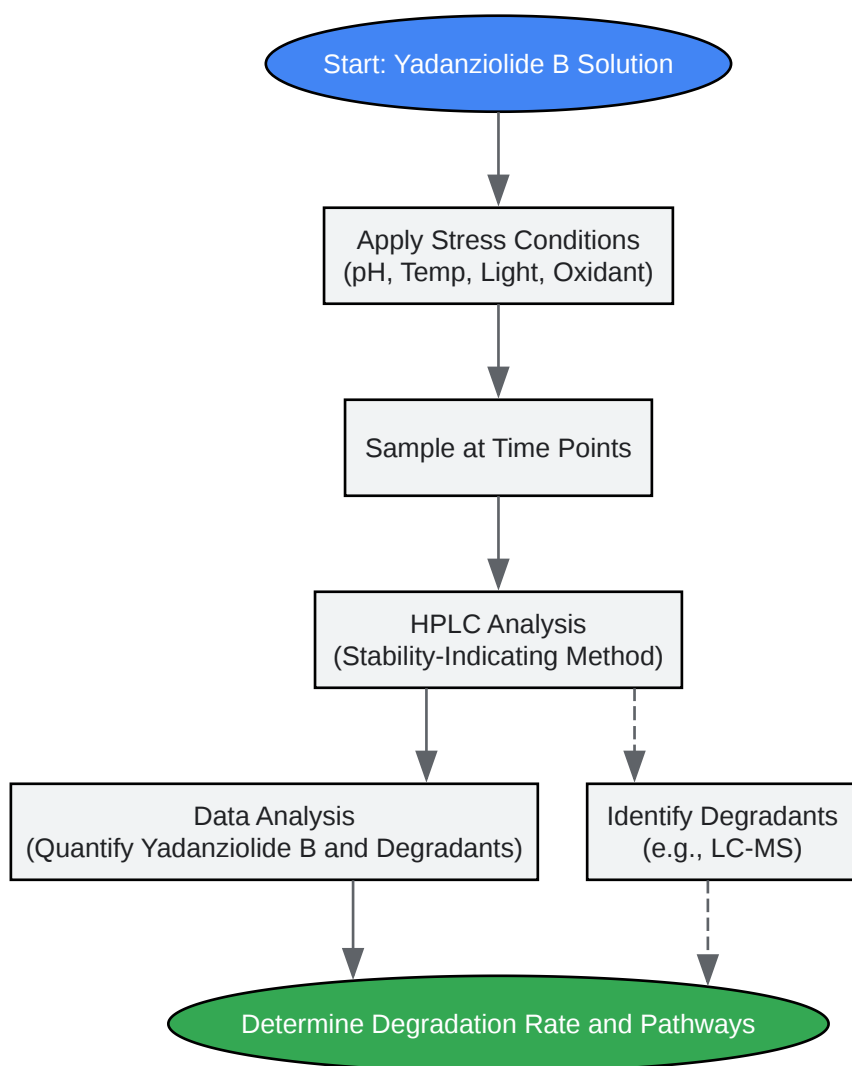 Start: Yadanziolide B Solution
Apply Stress Conditions
(pH, Temp, Light, Oxidant)
Sample at Time Points
HPLC Analysis
(Stability-Indicating Method)
Data Analysis
(Quantify Yadanziolide B and Degradants)
Identify Degradants
(e.g., LC-MS)
Determine Degradation Rate and Pathways